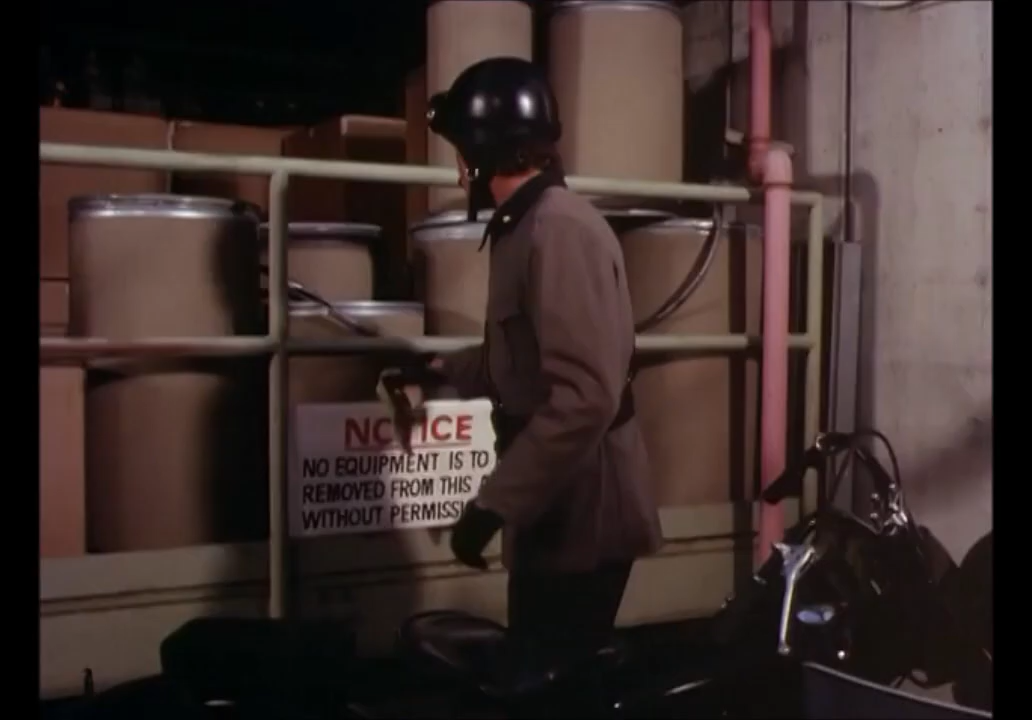 NOTICE
NO EQUIPMENT IS TO
REMOVED FROM THIS
WITHOUT